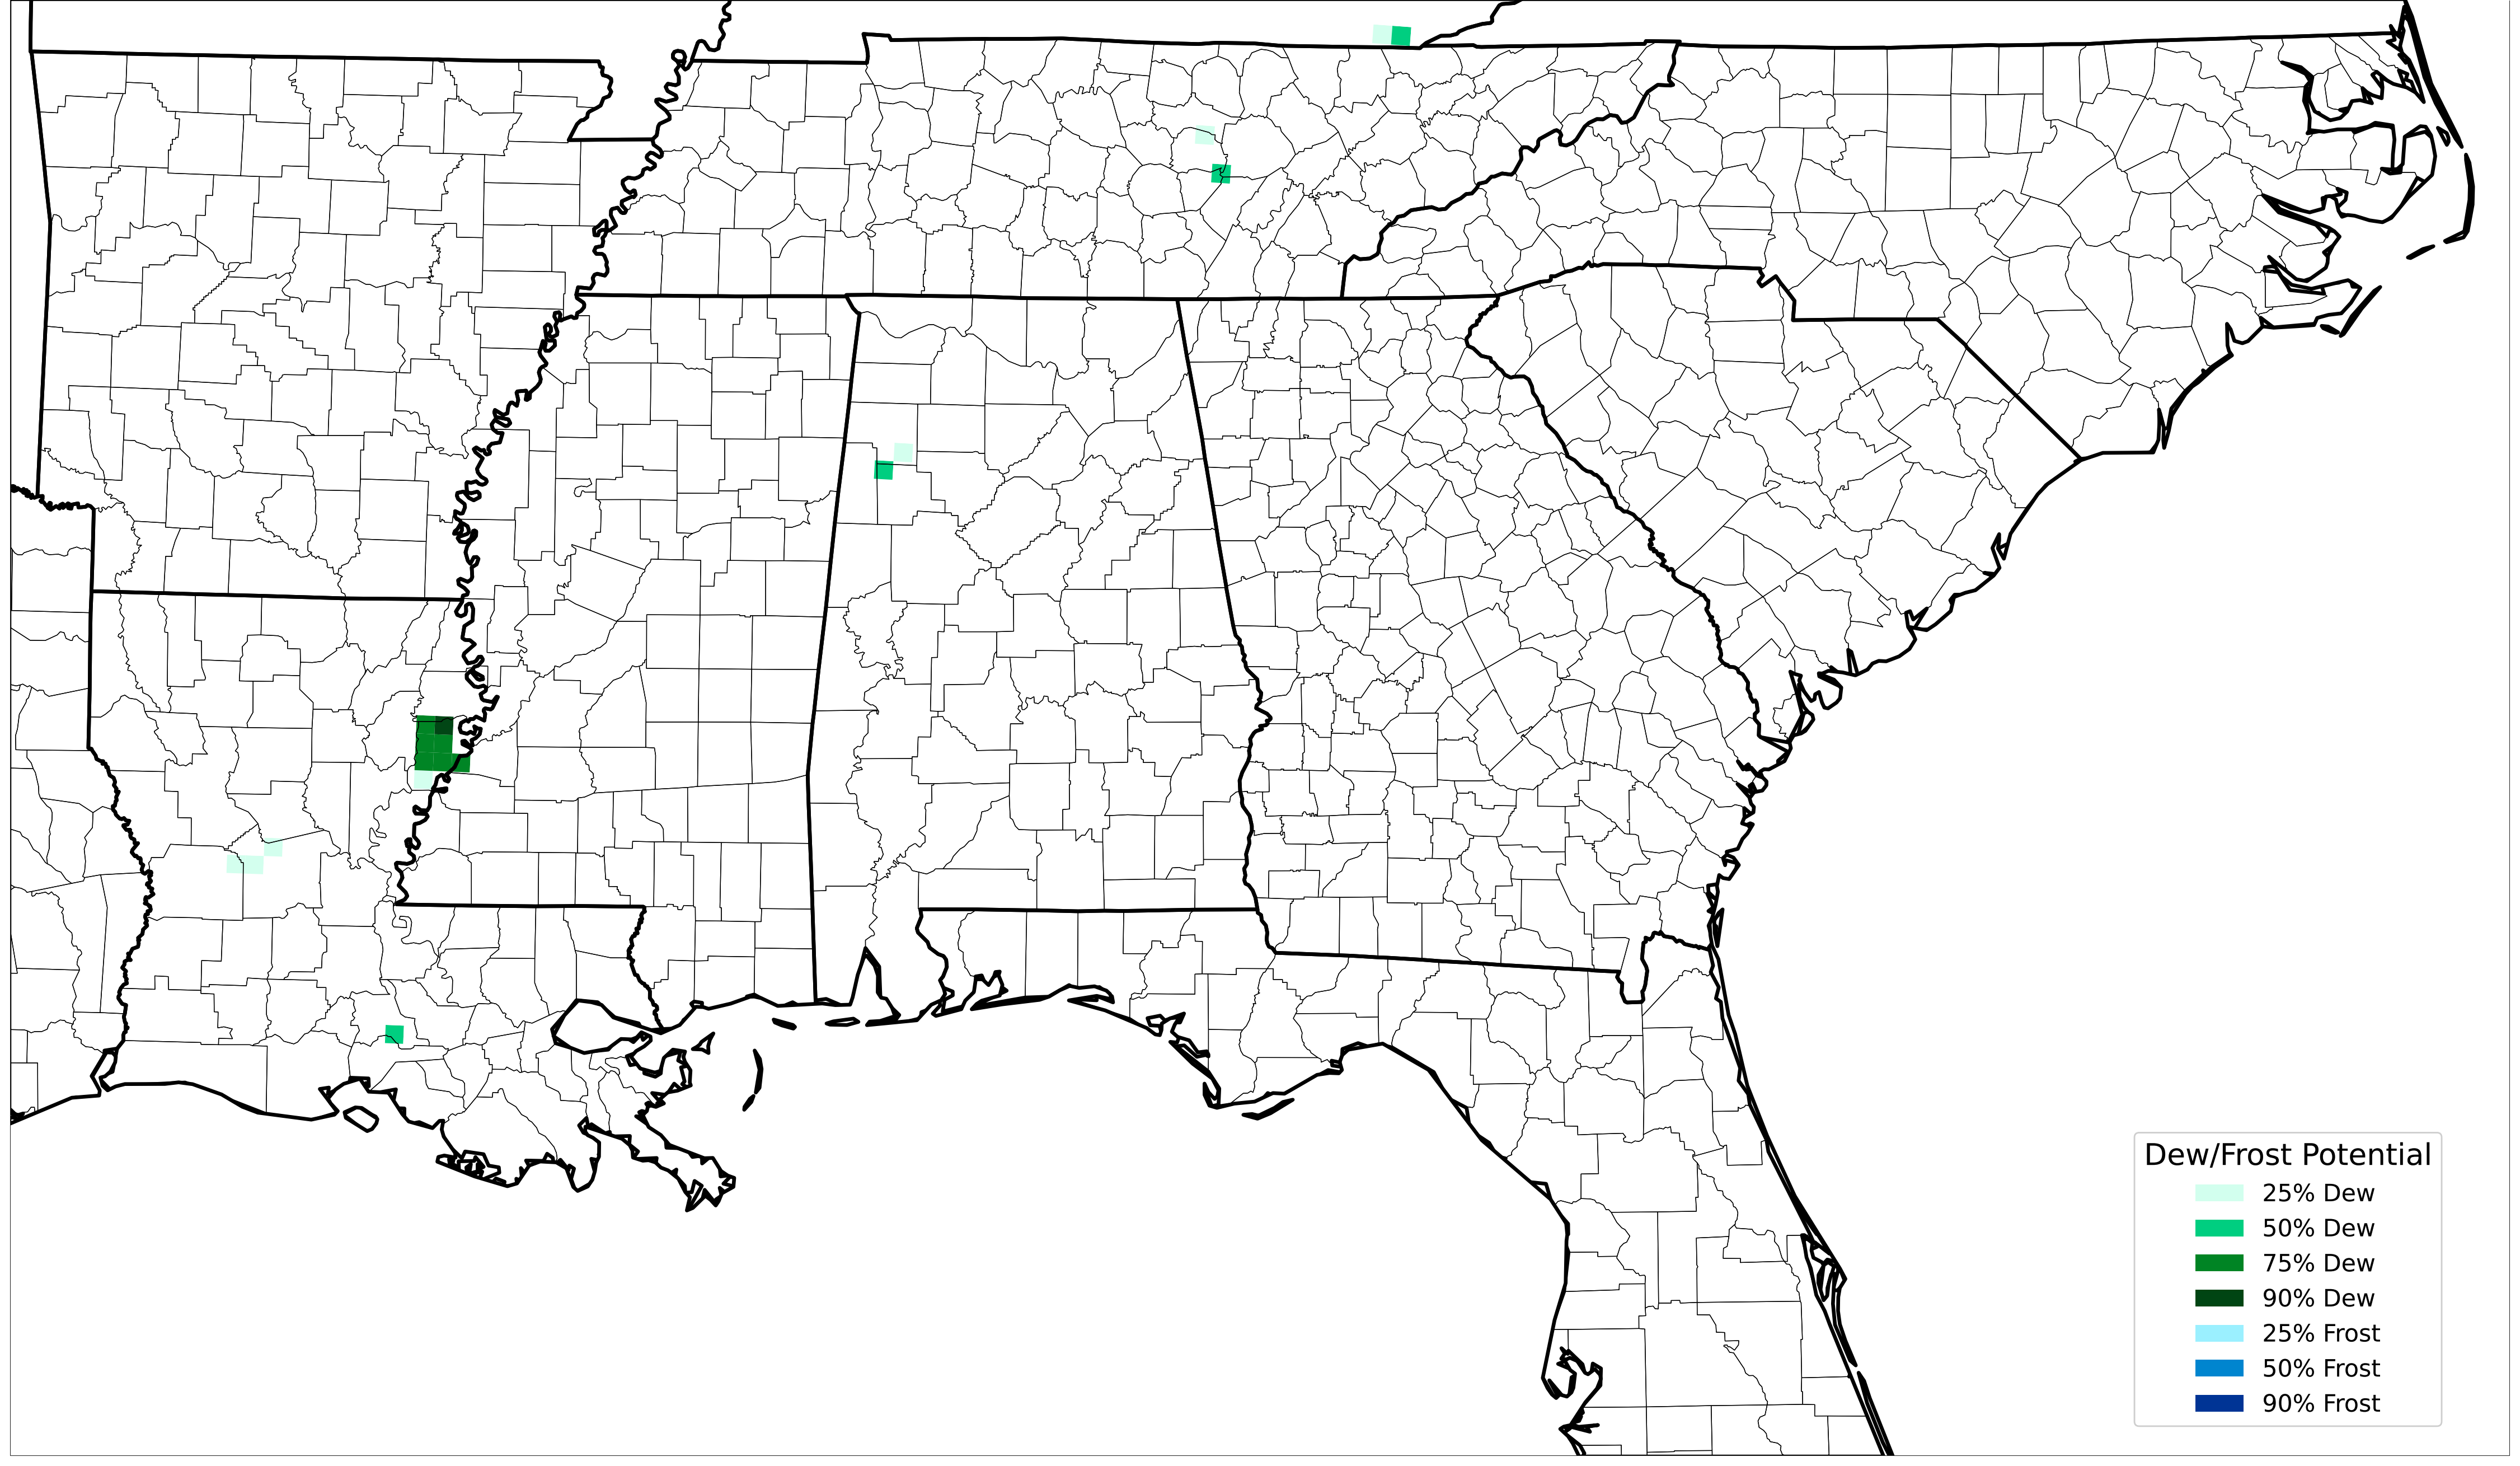 Dew/Frost Potential
25% Dew
50% Dew
75% Dew
90% Dew
25% Frost
50% Frost
90% Frost